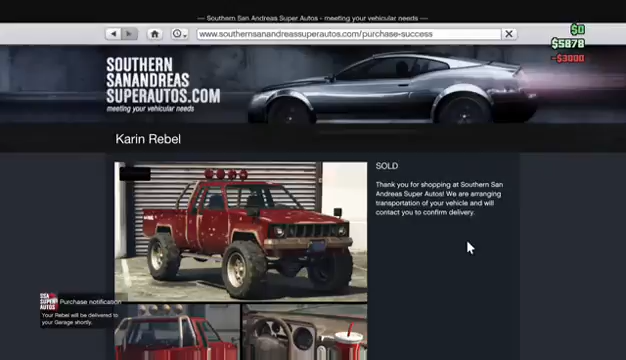 Southern San Andreas Super Autos - meeting your vehicular needs
$0
www.southernsanandreassuperautos.com/purchase-success
$5878
-$3000
SOUTHERN
SANANDREAS
SUPERAUTOS.COM
meeting your vehicular needs
Karin Rebel
SOLD
Thank you for shopping at Southern San
Andreas Super Autos! We are arranging
transportation of your vehicle and will
contact you to confirm delivery.
SSA
SUPER
AUTOS
Purchase notification
Your Rebel will be delivered to
your Garage shortly.